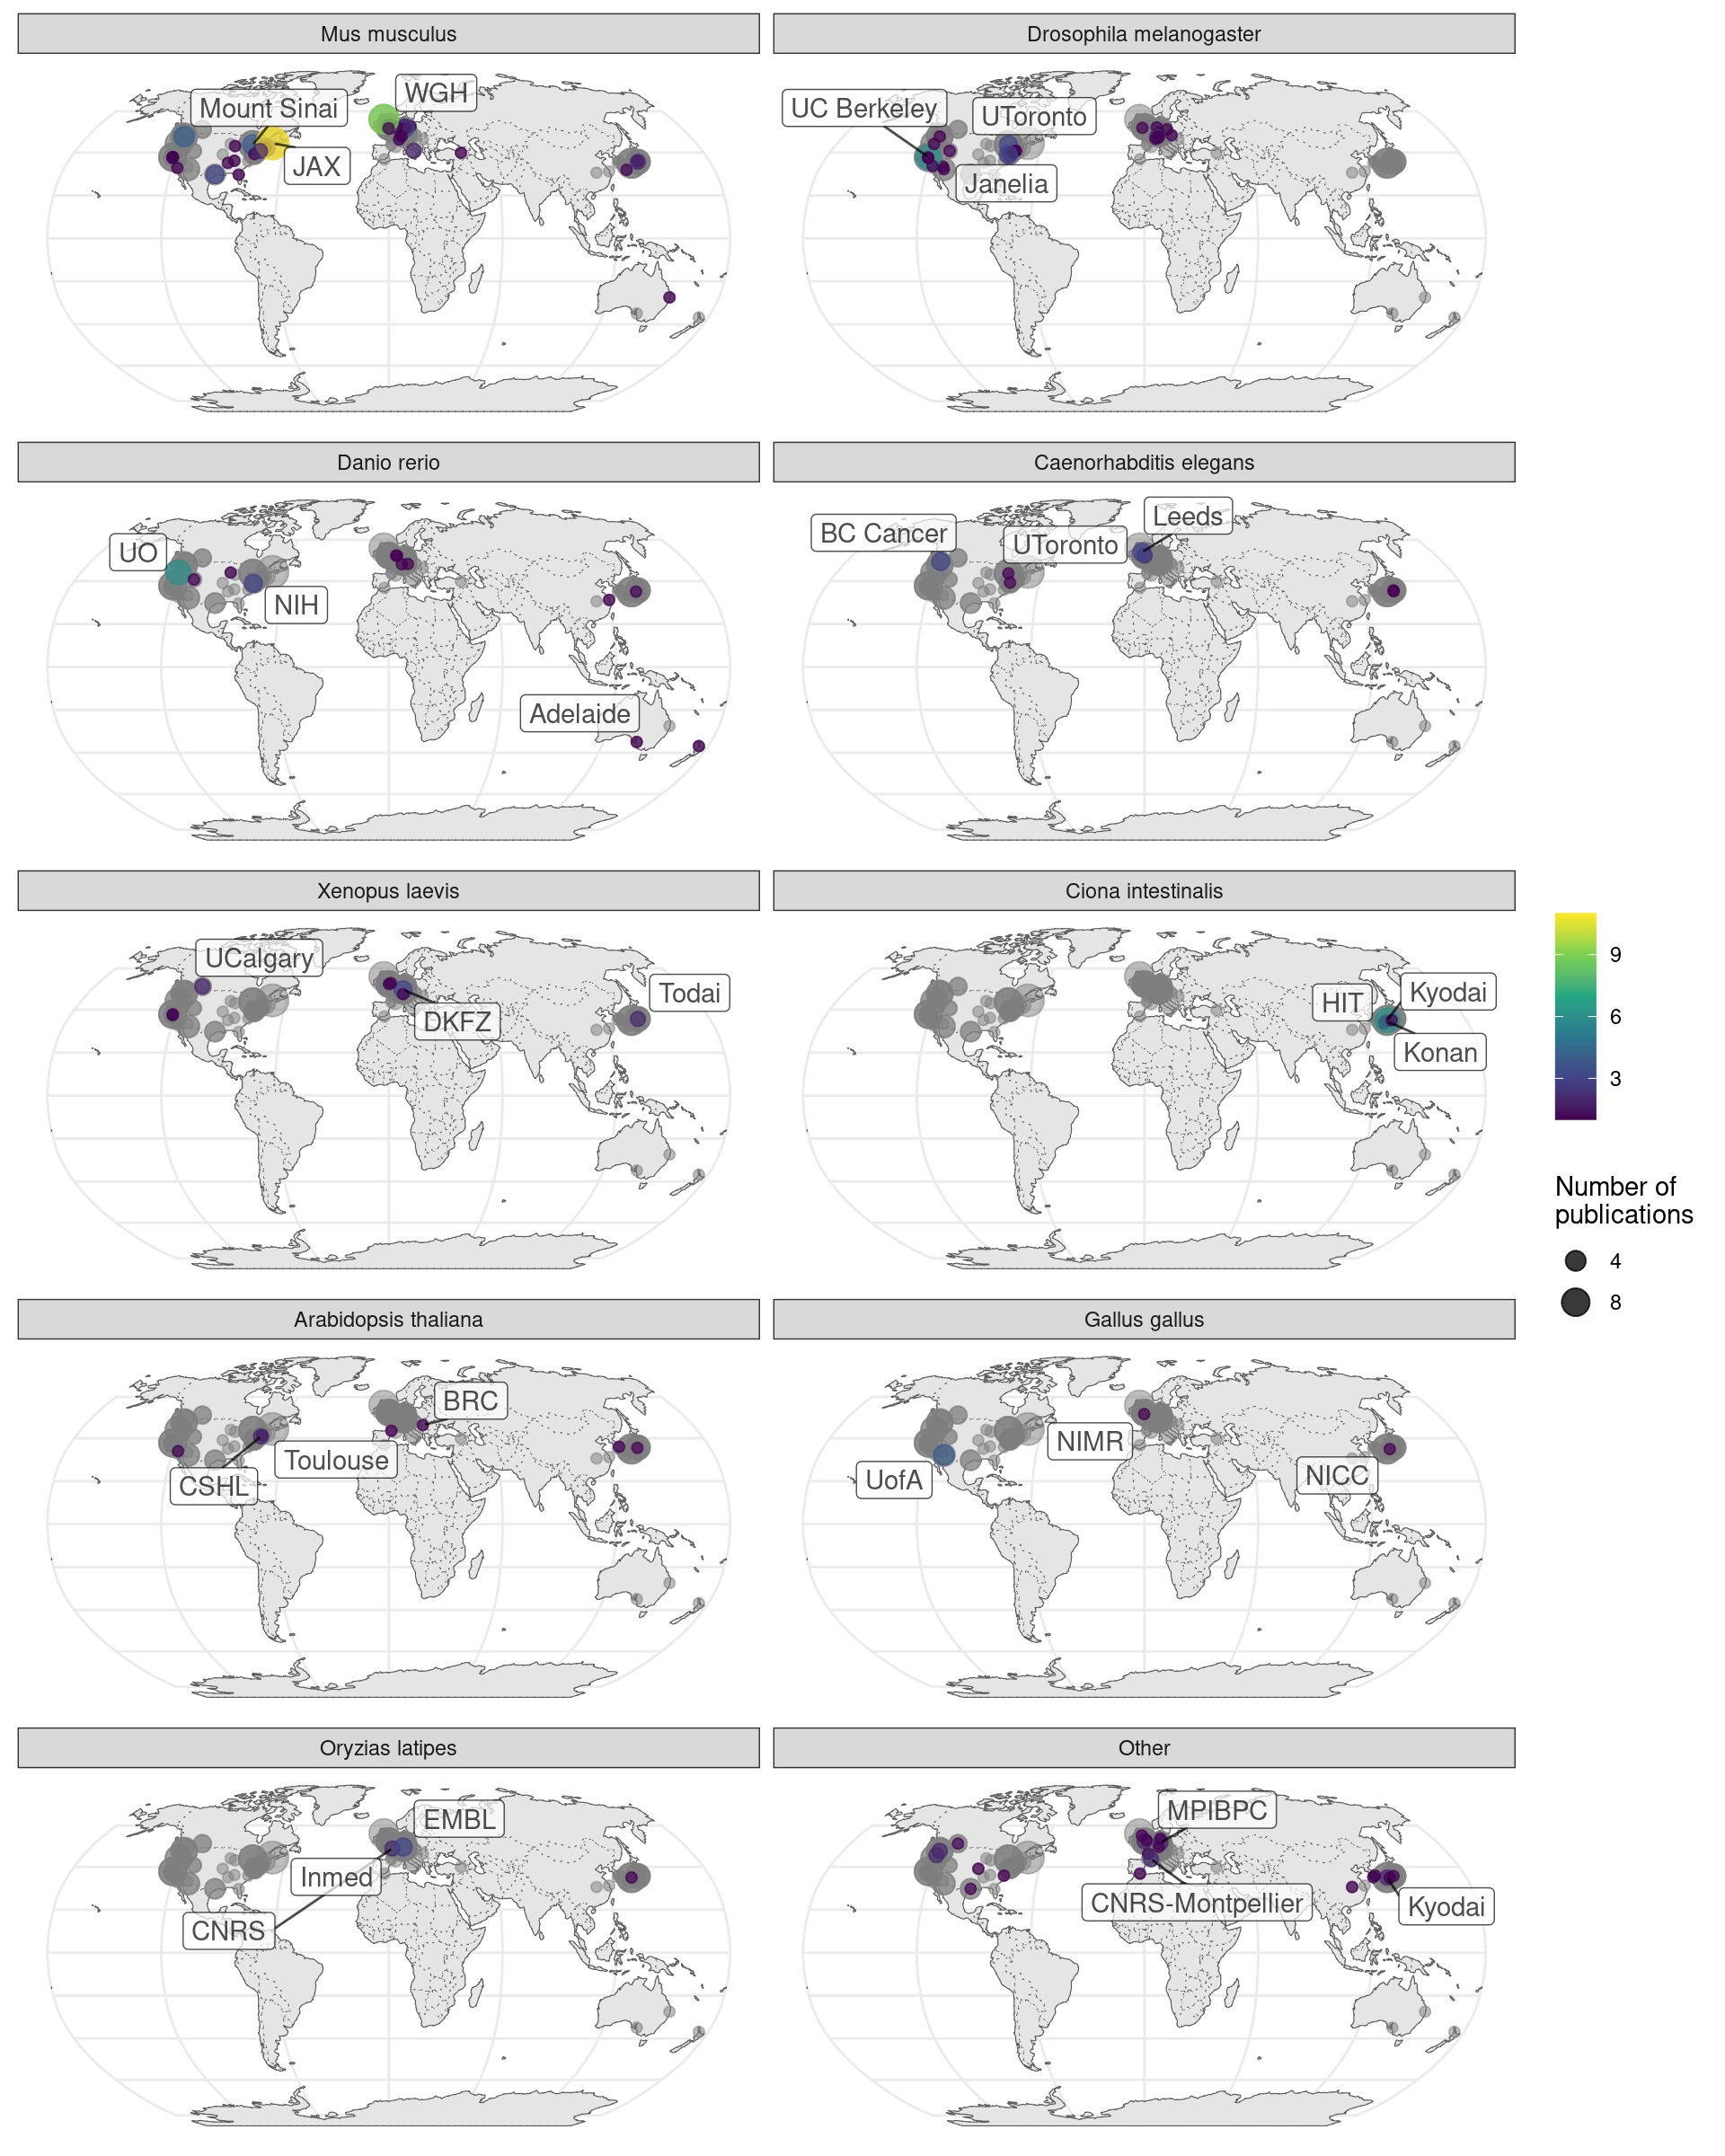 Mus musculus
Drosophila melanogaster
WGH
Mount Sinai
JAX
UC Berkeley
UToronto
Janelia
Danio rerio
Caenorhabditis elegans
UO
NIH
Adelaide
Leeds
BC Cancer
UToronto
Xenopus laevis
Ciona intestinalis
UCalgary
Todai
DKFZ
Kyodai
HIT
Konan
9
6
3
Number of
publications
4
8
Arabidopsis thaliana
Gallus gallus
BRC
Toulouse
CSHL
NIMR
UofA
NICC
Oryzias latipes
Other
EMBL
Inmed
CNRS
MPIBPC
CNRS-Montpellier
Kyodai